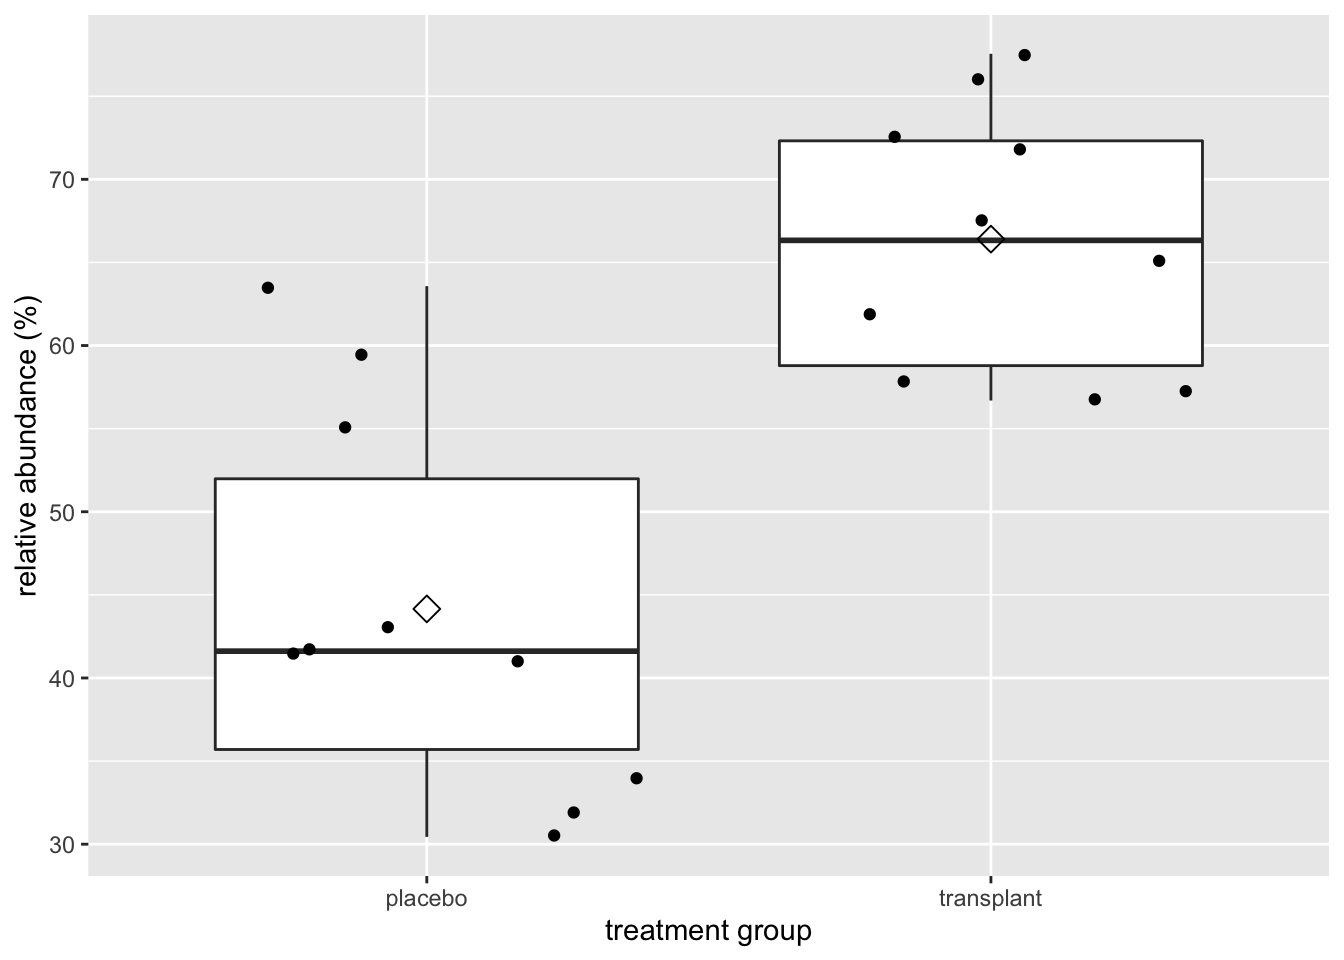 relative abundance (%)
70
60
50
40
30
placebo
transplant
treatment group